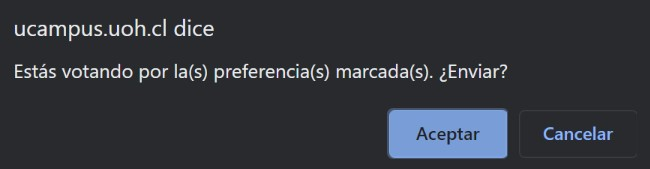 ucampus.uoh.cl dice
Estás votando por la(s) preferencia(s) marcada(s). ¿Enviar?
Aceptar
Cancelar